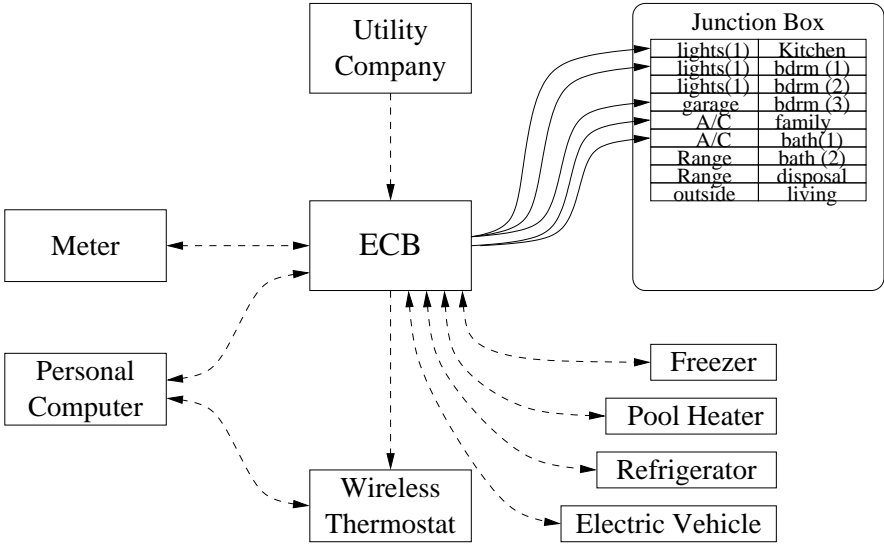 Utility
Company
Junction Box
lights(1) Kitchen
lights(1) bdrm (1)
lights(1) bdrm (2)
garage bdrm (3)
A/C family
A/C bath(1)
Range bath (2)
Range disposal
outside living
Meter
ECB
Personal
Computer
Freezer
Pool Heater
Refrigerator
Electric Vehicle
Wireless
Thermostat